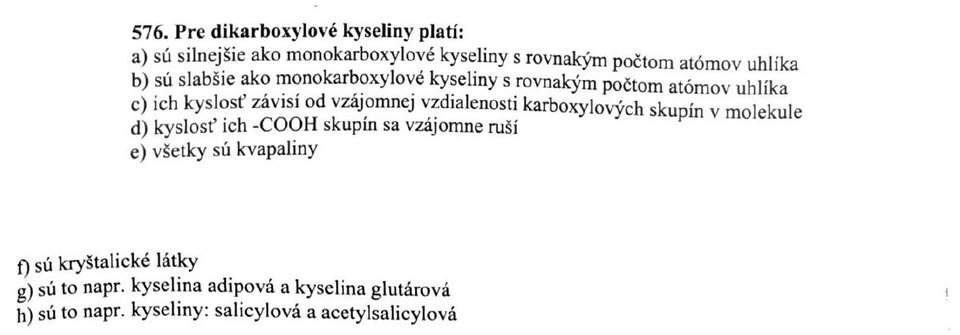 576. Pre dikarboxylové kyseliny platí:
a) sú silnejšie ako monokarboxylové kyseliny s rovnakým počtom atómov uhlíka
b) sú slabšie ako monokarboxylové kyseliny s rovnakým počtom atómov uhlíka
c) ich kyslosť závisí od vzájomnej vzdialenosti karboxylových skupín v molekule
d) kyslosť ich -COOH skupín sa vzájomne ruší
e) všetky sú kvapaliny
f) sú kryštalické látky
g) sú to napr. kyselina adipová a kyselina glutárová
h) sú to napr. kyseliny: salicylová a acetylsalicylová